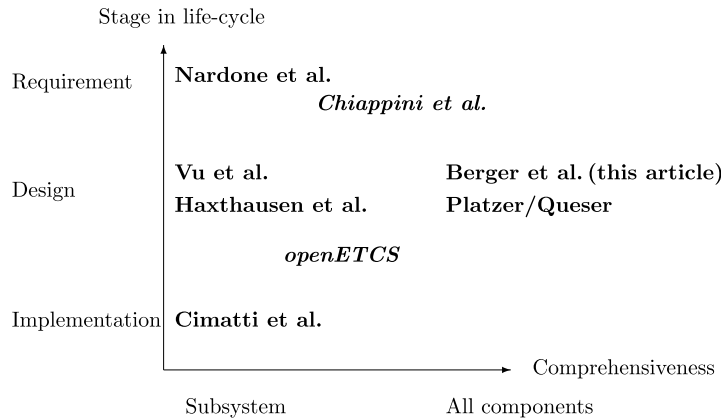 Stage in life-cycle
Requirement
Nardone et al.
Chiappini et al.
Design
Vu et al.
Berger et al. (this article)
Haxthausen et al.
Platzer/Queser
openETCS
Implementation
Cimatti et al.
Comprehensiveness
Subsystem
All components